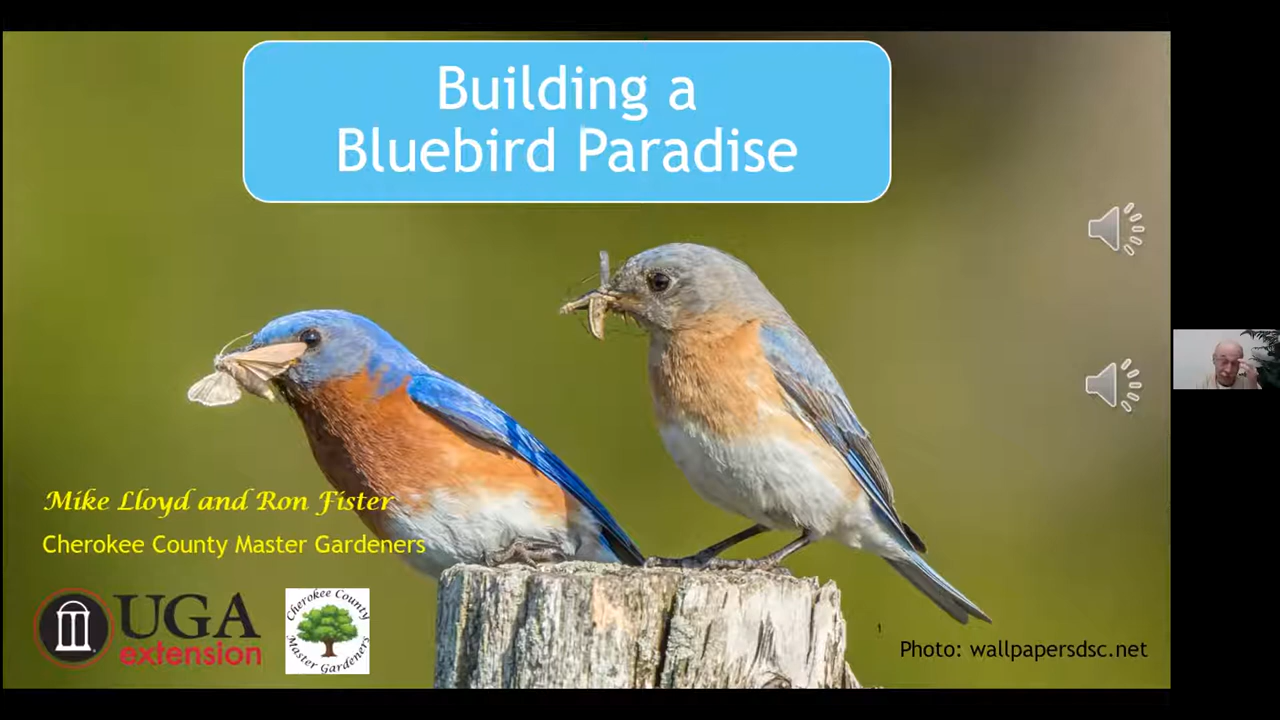 Building a
Bluebird Paradise
Mike Lloyd and Ron Fister
Cherokee County Master Gardeners
UGA
extension
Cherokee County
Master Gardeners
1
Photo: wallpapersdsc.net